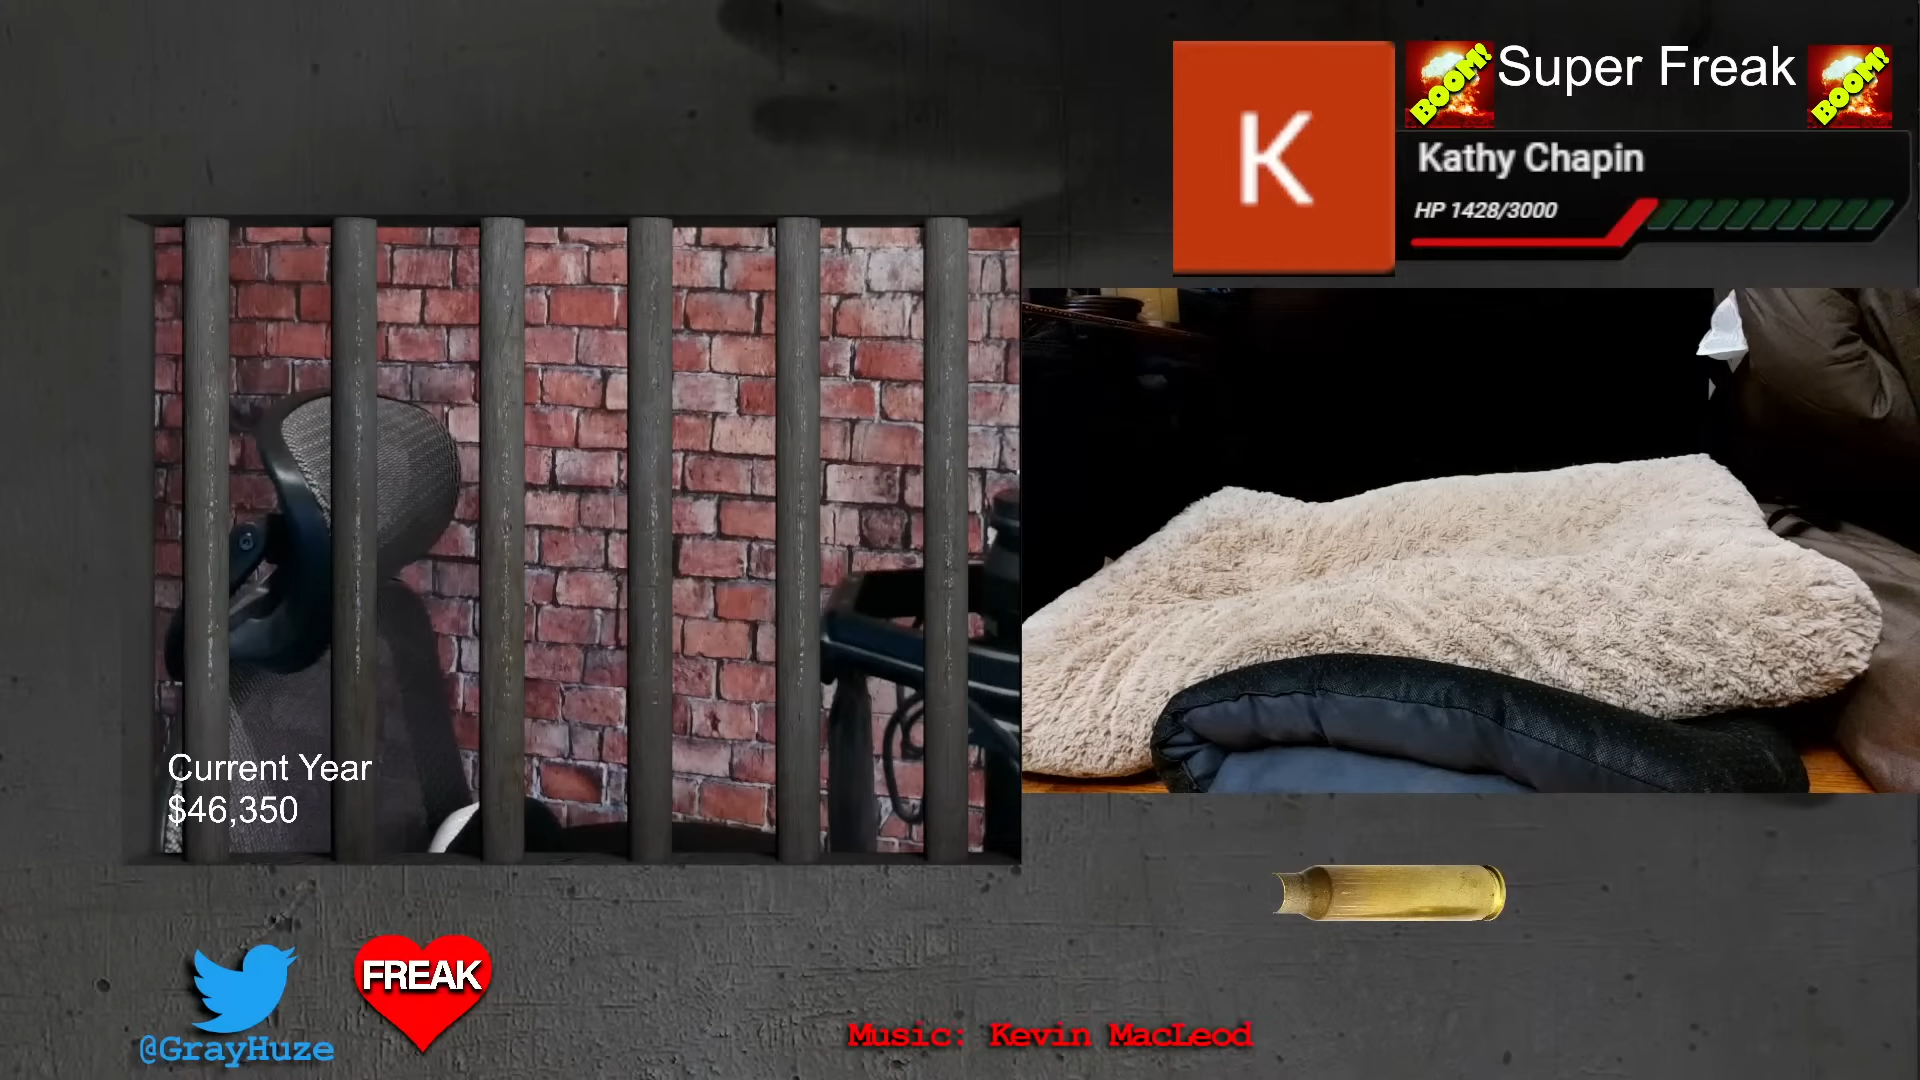 BOOM!
Super Freak
BOOM!
K
Kathy Chapin
HP 1428/3000
Current Year
$46,350
FREAK
@GrayHuze
Music: Kevin MacLeod